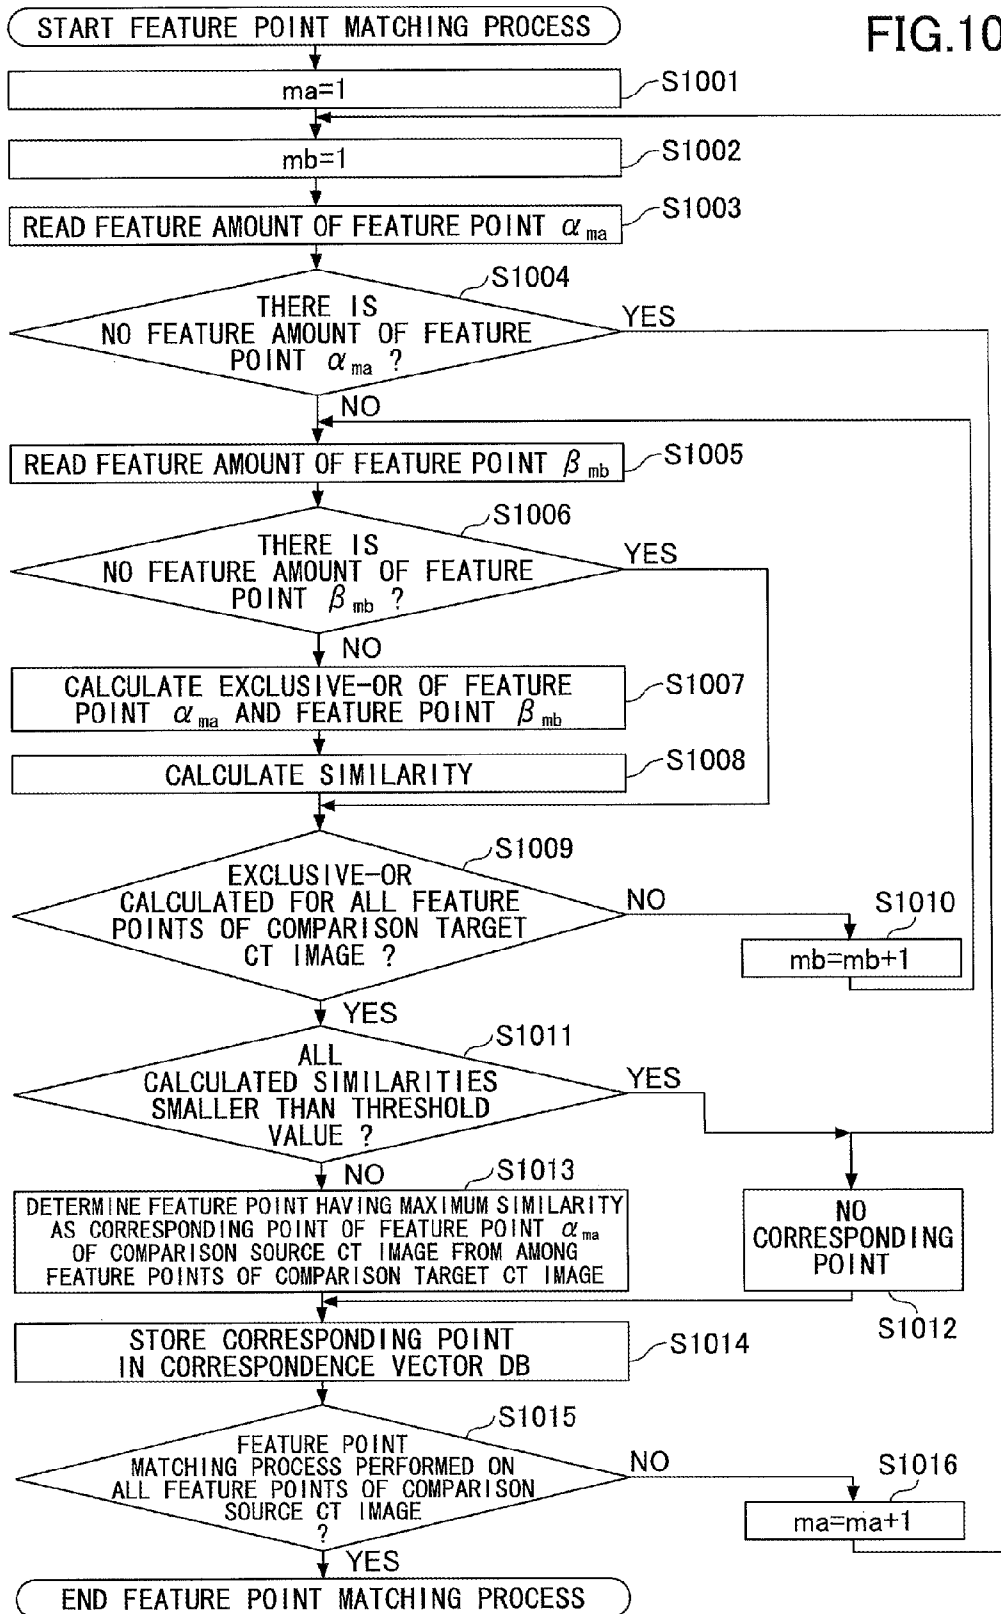 START FEATURE POINT MATCHING PROCESS
FIG.10
ma=1
S1001
mb=1
S1002
READ FEATURE AMOUNT OF FEATURE POINT αma
S1003
S1004
THERE IS
NO FEATURE AMOUNT OF FEATURE
POINT αma ?
YES
NO
READ FEATURE AMOUNT OF FEATURE POINT βmb
S1005
S1006
THERE IS
NO FEATURE AMOUNT OF FEATURE
POINT βmb ?
YES
NO
CALCULATE EXCLUSIVE-OR OF FEATURE
POINT αma AND FEATURE POINT βmb
S1007
CALCULATE SIMILARITY
S1008
S1009
EXCLUSIVE-OR
CALCULATED FOR ALL FEATURE
POINTS OF COMPARISON TARGET
CT IMAGE ?
NO
S1010
mb=mb+1
YES
S1011
ALL
CALCULATED SIMILARITIES
SMALLER THAN THRESHOLD
VALUE ?
YES
NO
S1013
DETERMINE FEATURE POINT HAVING MAXIMUM SIMILARITY
AS CORRESPONDING POINT OF FEATURE POINT αma
OF COMPARISON SOURCE CT IMAGE FROM AMONG
FEATURE POINTS OF COMPARISON TARGET CT IMAGE
NO
CORRESPONDING
POINT
S1012
STORE CORRESPONDING POINT
IN CORRESPONDENCE VECTOR DB
S1014
S1015
FEATURE POINT
MATCHING PROCESS PERFORMED ON
ALL FEATURE POINTS OF COMPARISON
SOURCE CT IMAGE
?
NO
S1016
ma=ma+1
YES
END FEATURE POINT MATCHING PROCESS